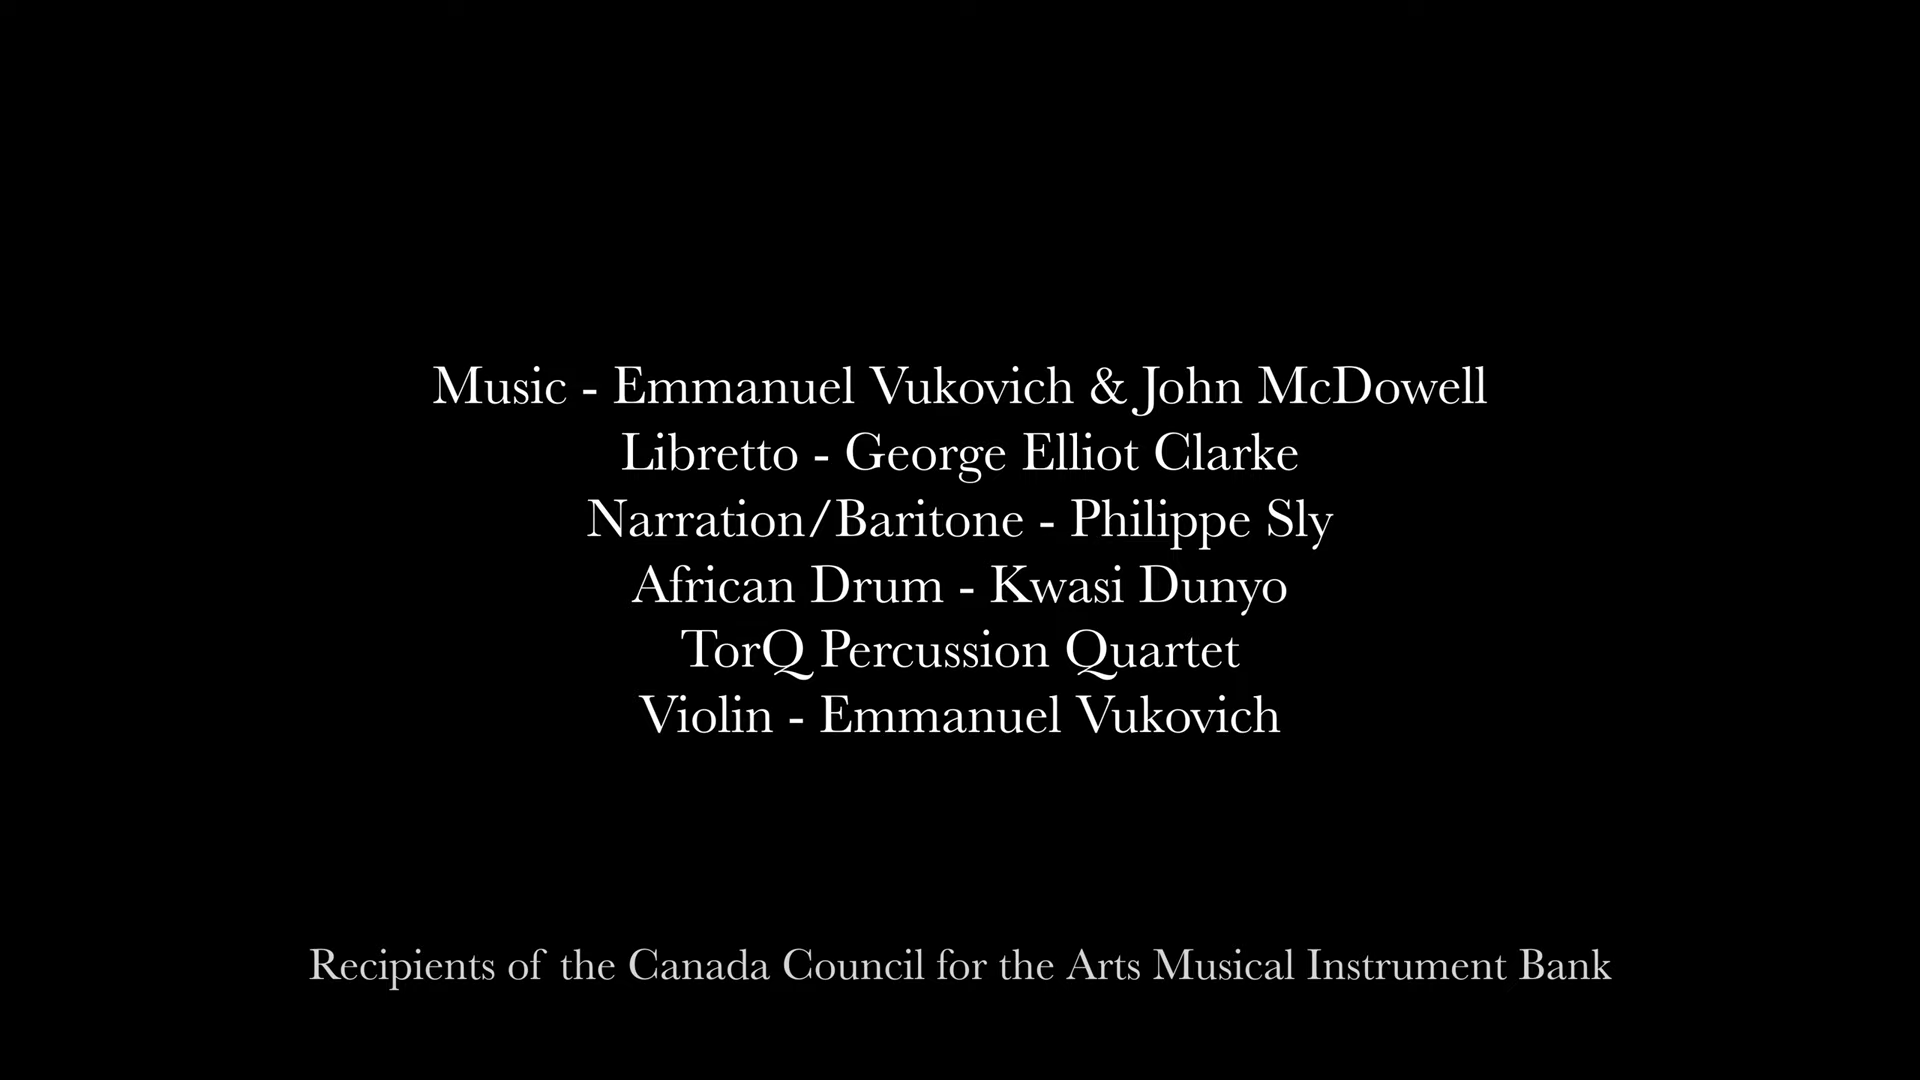 Music - Emmanuel Vukovich & John McDowell
Libretto - George Elliot Clarke
Narration/Baritone - Philippe Sly
African Drum - Kwasi Dunyo
TorQ Percussion Quartet
Violin - Emmanuel Vukovich
Recipients of the Canada Council for the Arts Musical Instrument Bank